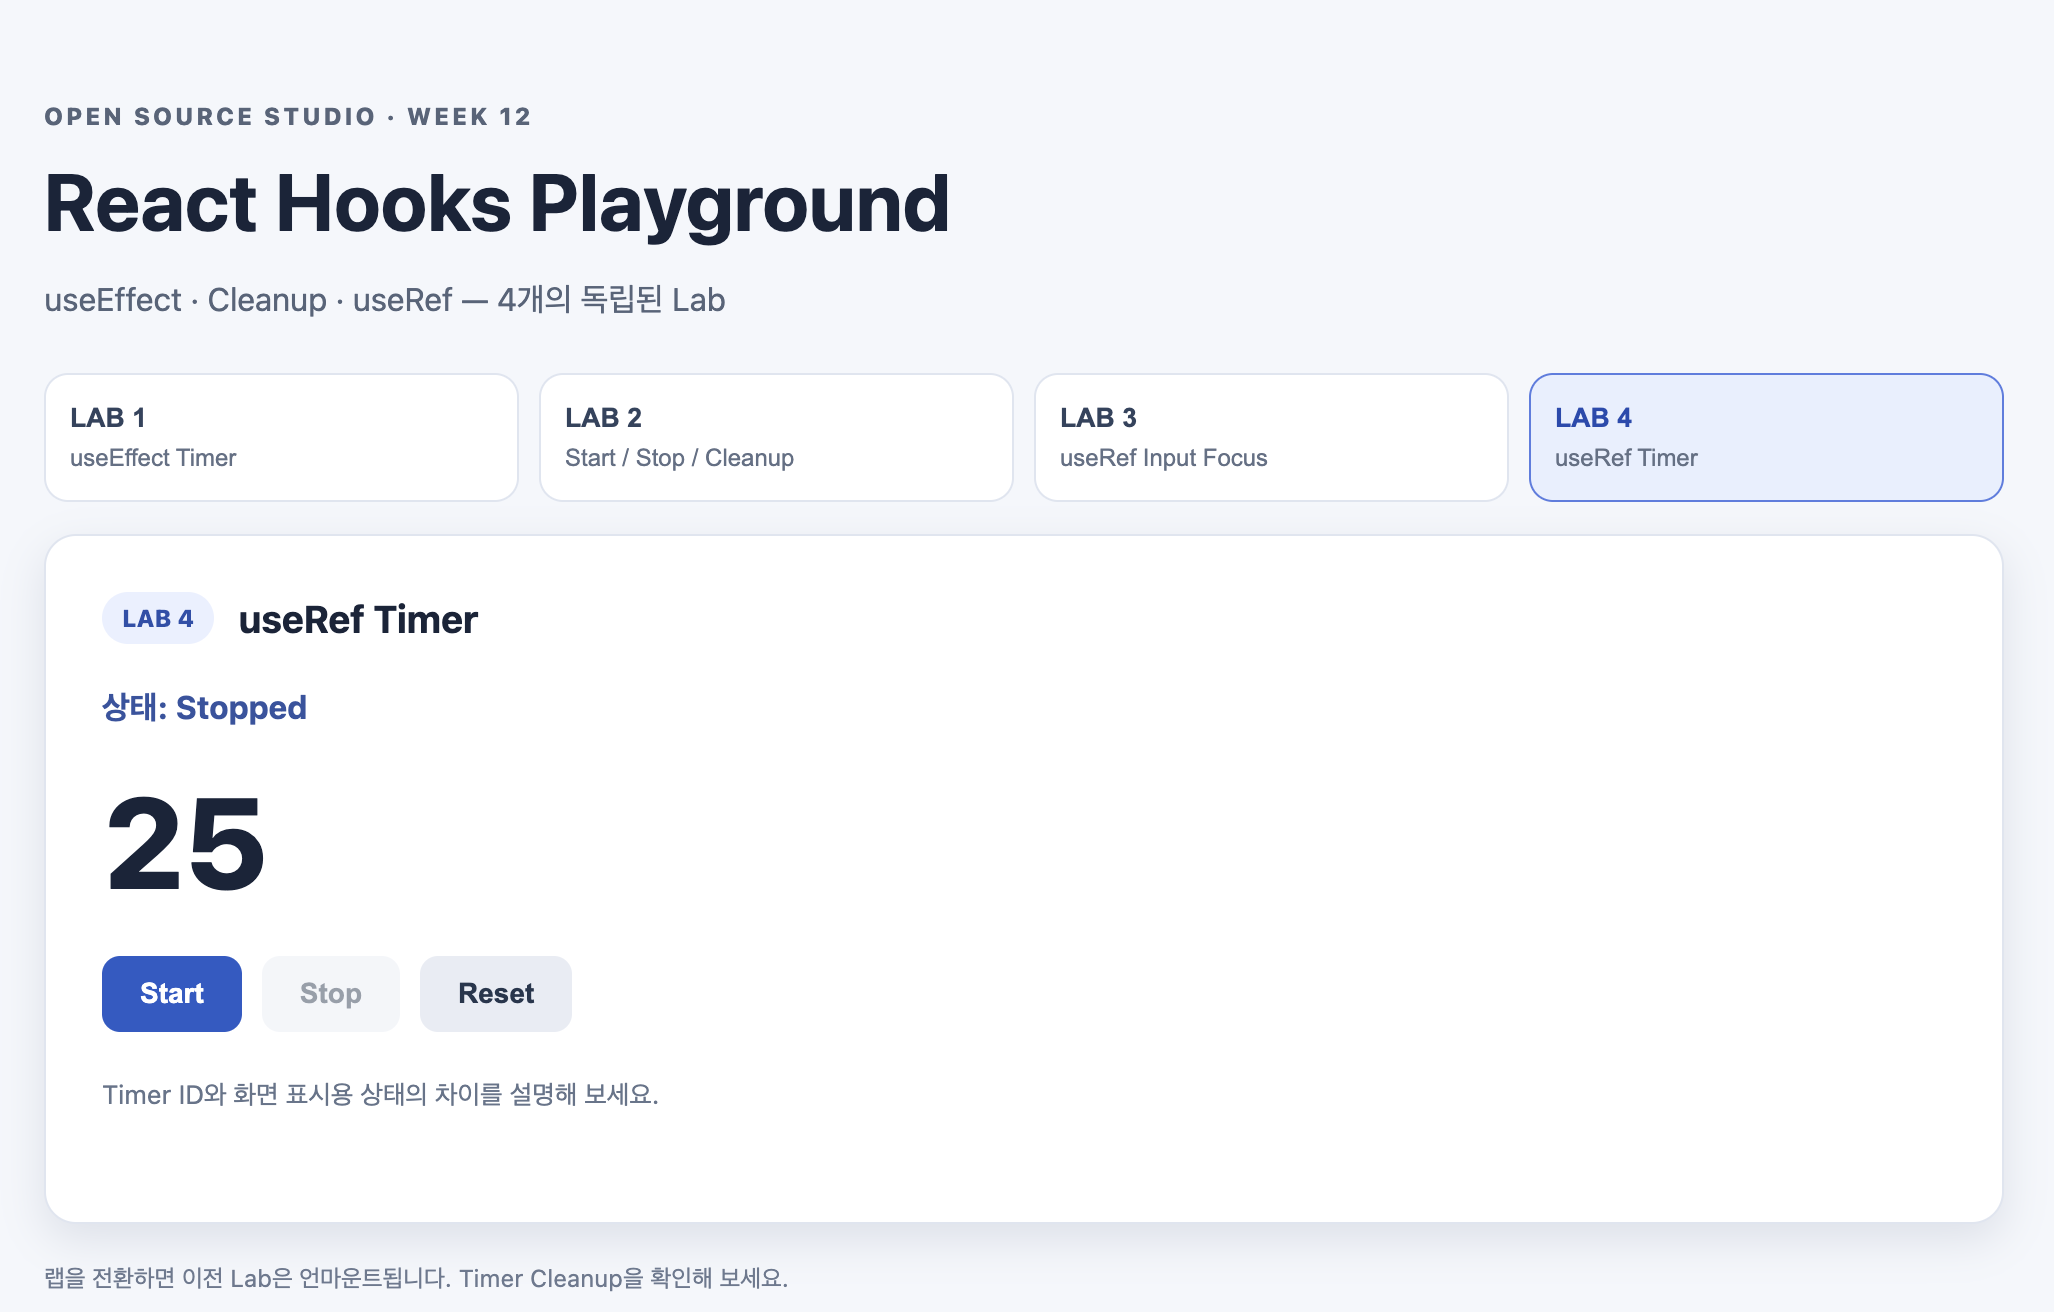 OPEN SOURCE STUDIO · WEEK 12
React Hooks Playground
useEffect · Cleanup · useRef — 4개의 독립된 Lab
LAB 1
useEffect Timer
LAB 2
Start / Stop / Cleanup
LAB 3
useRef Input Focus
LAB 4
useRef Timer
LAB 4 useRef Timer
상태: Stopped
25
Start Stop Reset
Timer ID와 화면 표시용 상태의 차이를 설명해 보세요.
랩을 전환하면 이전 Lab은 언마운트됩니다. Timer Cleanup을 확인해 보세요.